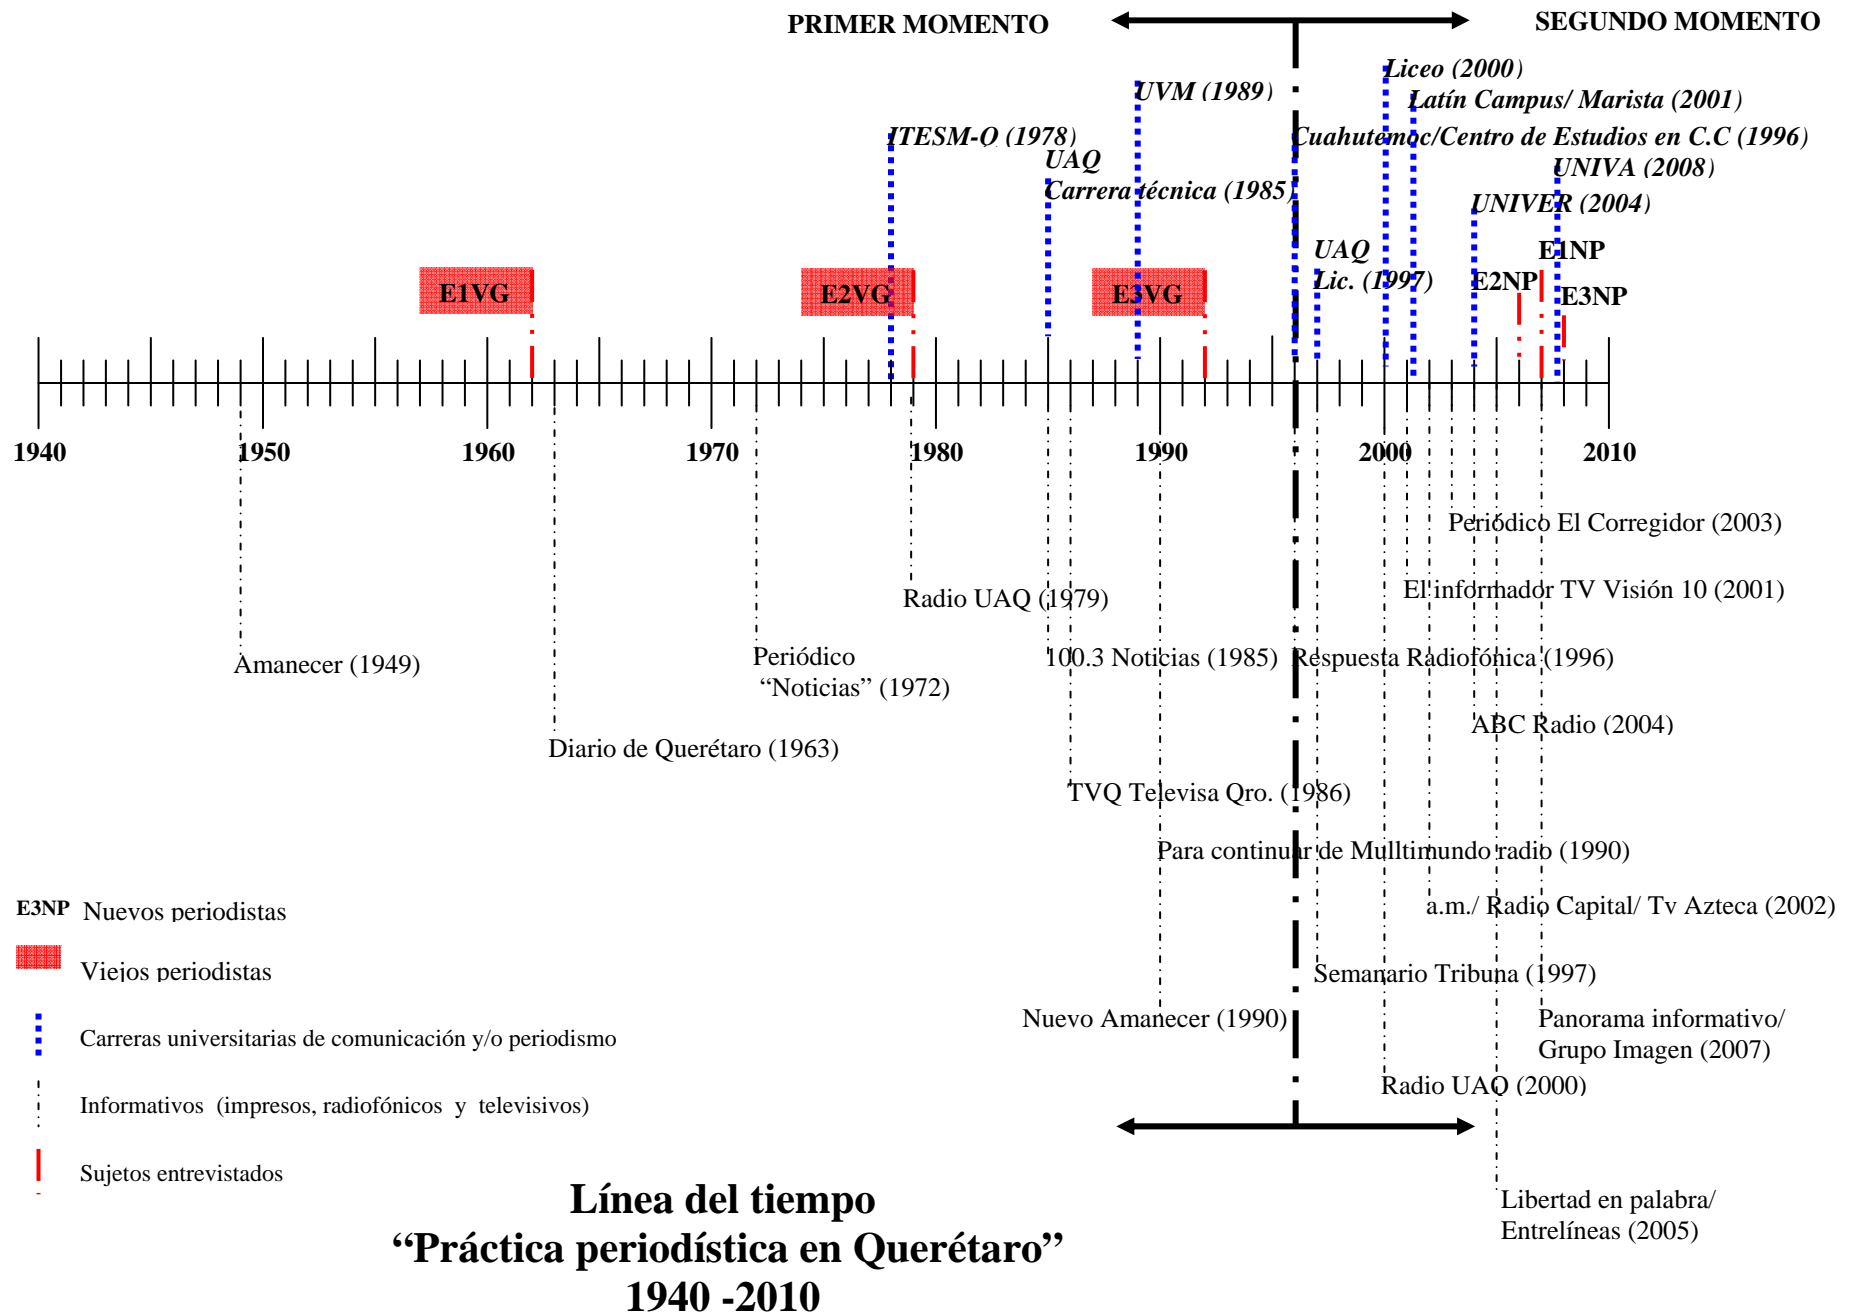 PRIMER MOMENTO
SEGUNDO MOMENTO
Liceo (2000)
UVM (1989)
Latín Campus/ Marista (2001)
ITESM-Q (1978)
Cuahutemoc/Centro de Estudios en C.C (1996)
UAQ
Carrera técnica (1985)
UNIVA (2008)
UNIVER (2004)
UAQ
Lic. (1997)
E1NP
E2NP
E3NP
E1VG
E2VG
E3VG
1940
1950
1960
1970
1980
1990
2000
2010
Periódico El Corregidor (2003)
Radio UAQ (1979)
El informador TV Visión 10 (2001)
Amanecer (1949)
Periódico
“Noticias” (1972)
100.3 Noticias (1985)
Respuesta Radiofónica (1996)
ABC Radio (2004)
Diario de Querétaro (1963)
TVQ Televisa Qro. (1986)
Para continuar de Mulltimundo radio (1990)
a.m./ Radio Capital/ Tv Azteca (2002)
Semanario Tribuna (1997)
Nuevo Amanecer (1990)
Panorama informativo/
Grupo Imagen (2007)
Radio UAQ (2000)
Libertad en palabra/
Entrelíneas (2005)
E3NP Nuevos periodistas
Viejos periodistas
Carreras universitarias de comunicación y/o periodismo
Informativos (impresos, radiofónicos y televisivos)
Sujetos entrevistados
Línea del tiempo
“Práctica periodística en Querétaro”
1940 -2010